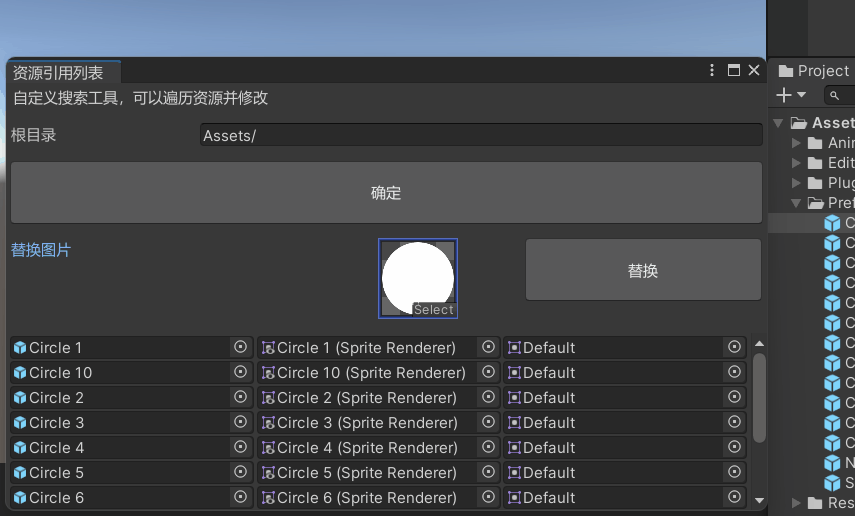 资源引用列表
自定义搜索工具，可以遍历资源并修改
根目录 Assets/
确定
替换图片 Select 替换
Circle 1 Circle 1 (Sprite Renderer) Default
Circle 10 Circle 10 (Sprite Renderer) Default
Circle 2 Circle 2 (Sprite Renderer) Default
Circle 3 Circle 3 (Sprite Renderer) Default
Circle 4 Circle 4 (Sprite Renderer) Default
Circle 5 Circle 5 (Sprite Renderer) Default
Circle 6 Circle 6 (Sprite Renderer) Default
Project
Asset
Anim
Edit
Plug
Pref
C
C
C
C
C
C
C
C
C
C
C
C
N
S
Res